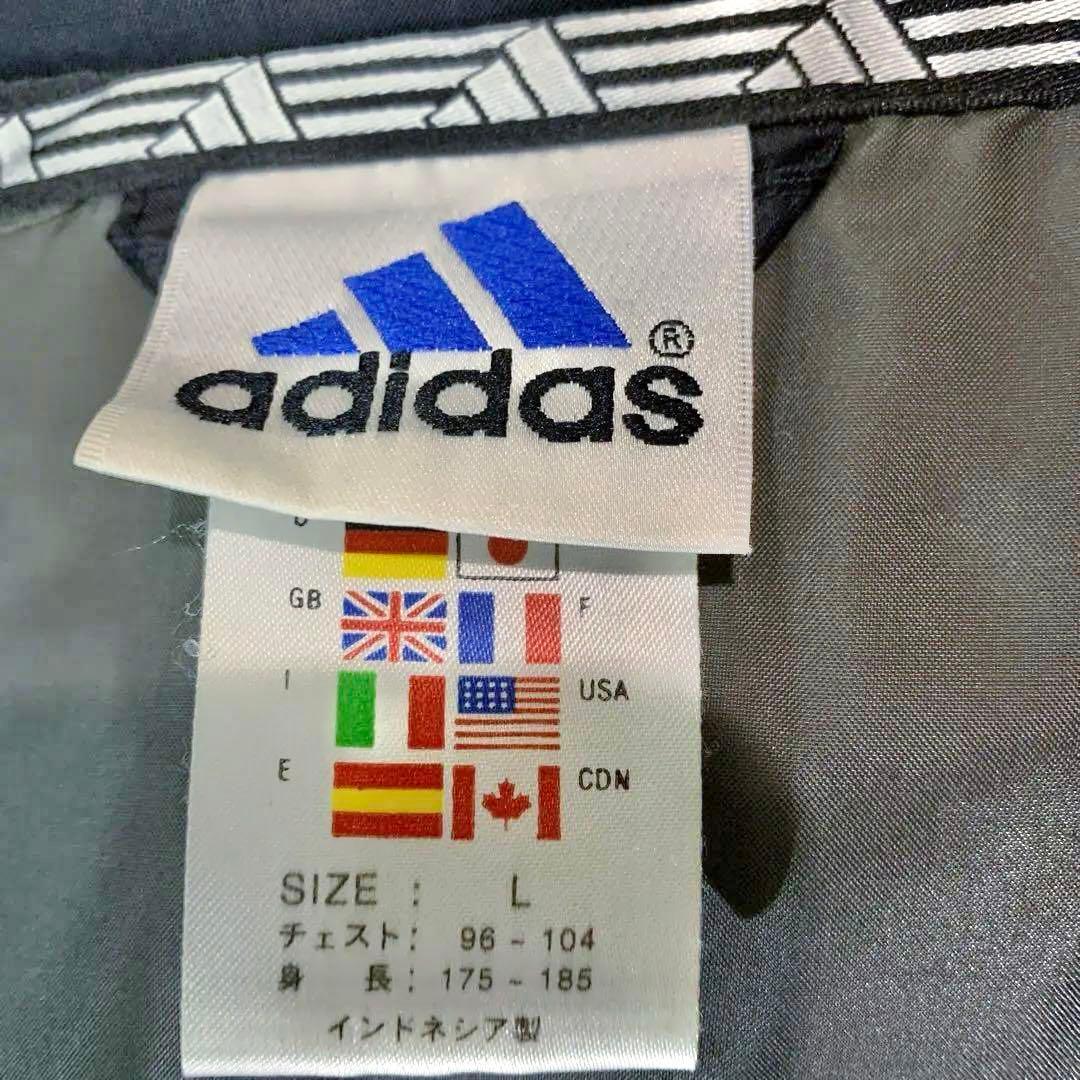 adidas®
D
GB F
I USA
E CDN
SIZE : L
チェスト: 96 - 104
身 長: 175 - 185
インドネシア製